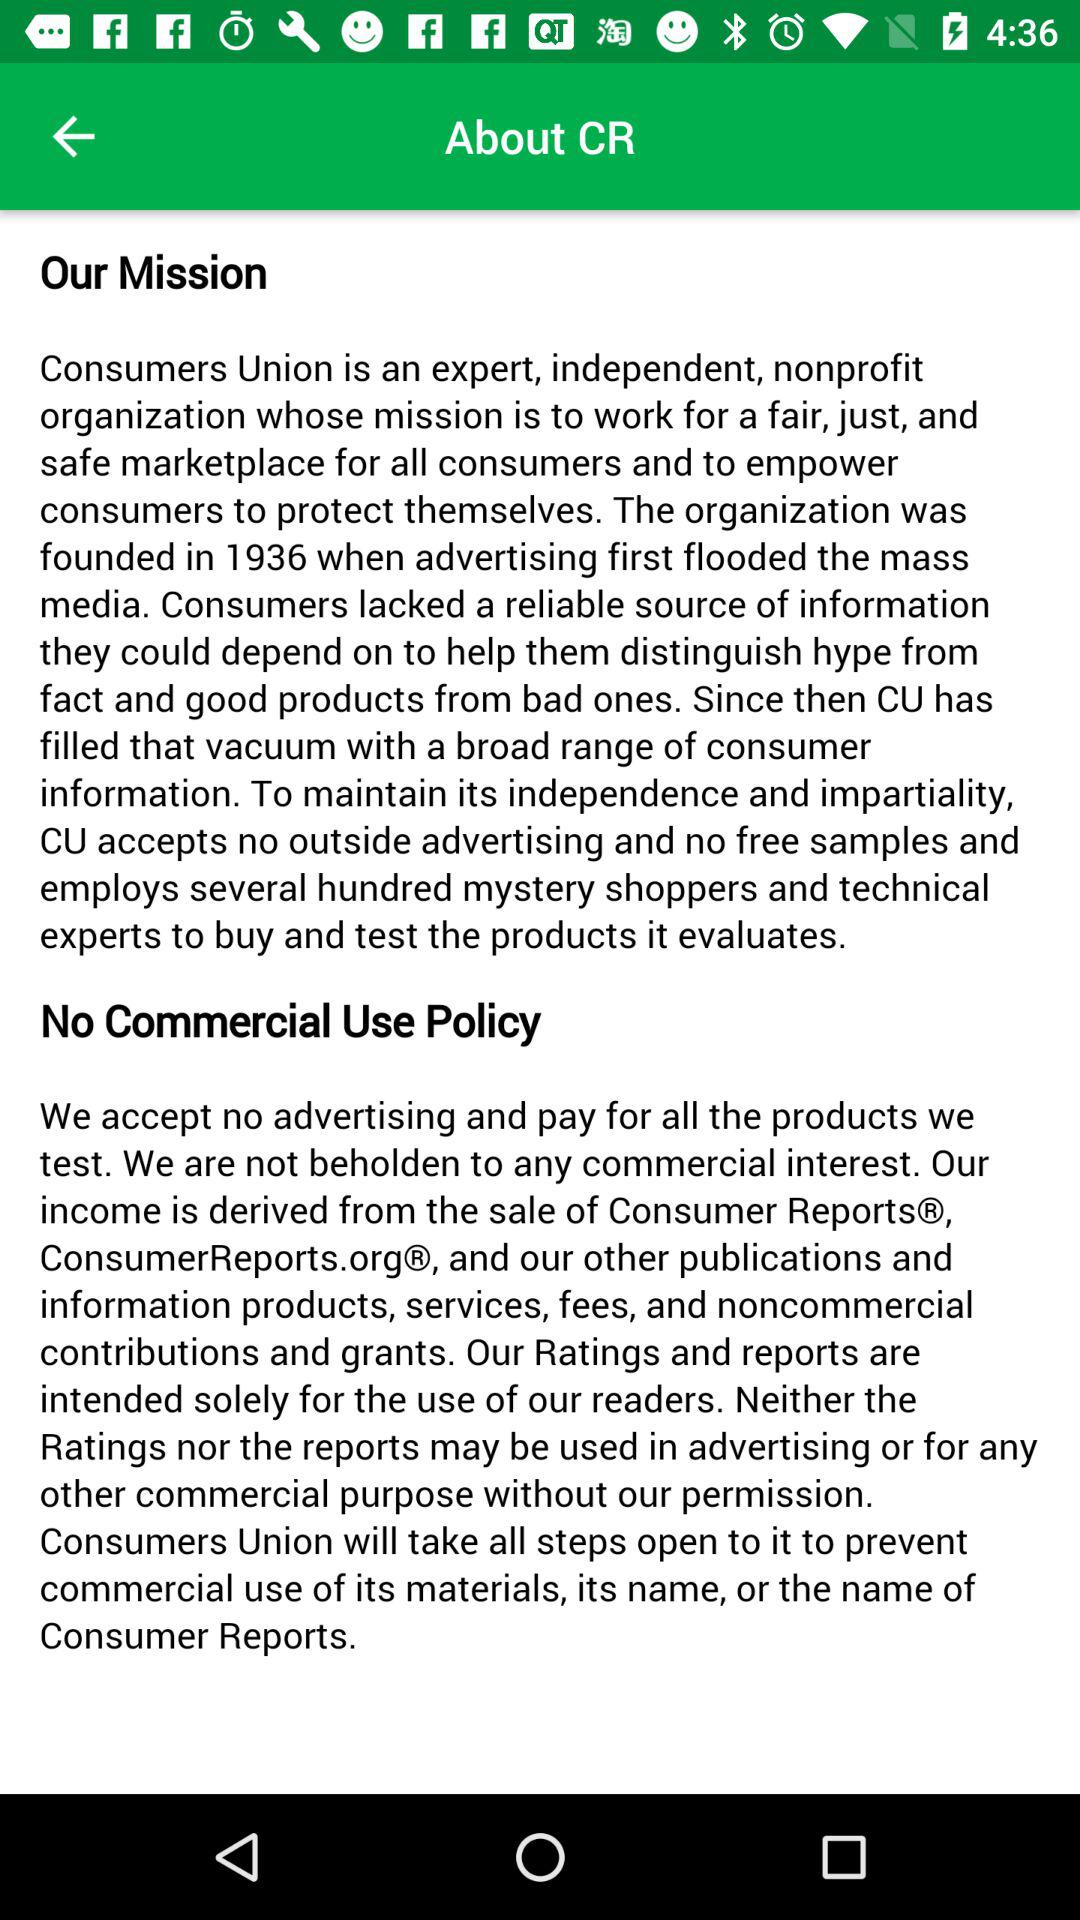 QT 淘 4:36
About CR
Our Mission
Consumers Union is an expert, independent, nonprofit
organization whose mission is to work for a fair, just, and
safe marketplace for all consumers and to empower
consumers to protect themselves. The organization was
founded in 1936 when advertising first flooded the mass
media. Consumers lacked a reliable source of information
they could depend on to help them distinguish hype from
fact and good products from bad ones. Since then CU has
filled that vacuum with a broad range of consumer
information. To maintain its independence and impartiality,
CU accepts no outside advertising and no free samples and
employs several hundred mystery shoppers and technical
experts to buy and test the products it evaluates.
No Commercial Use Policy
We accept no advertising and pay for all the products we
test. We are not beholden to any commercial interest. Our
income is derived from the sale of Consumer Reports®,
ConsumerReports.org®, and our other publications and
information products, services, fees, and noncommercial
contributions and grants. Our Ratings and reports are
intended solely for the use of our readers. Neither the
Ratings nor the reports may be used in advertising or for any
other commercial purpose without our permission.
Consumers Union will take all steps open to it to prevent
commercial use of its materials, its name, or the name of
Consumer Reports.